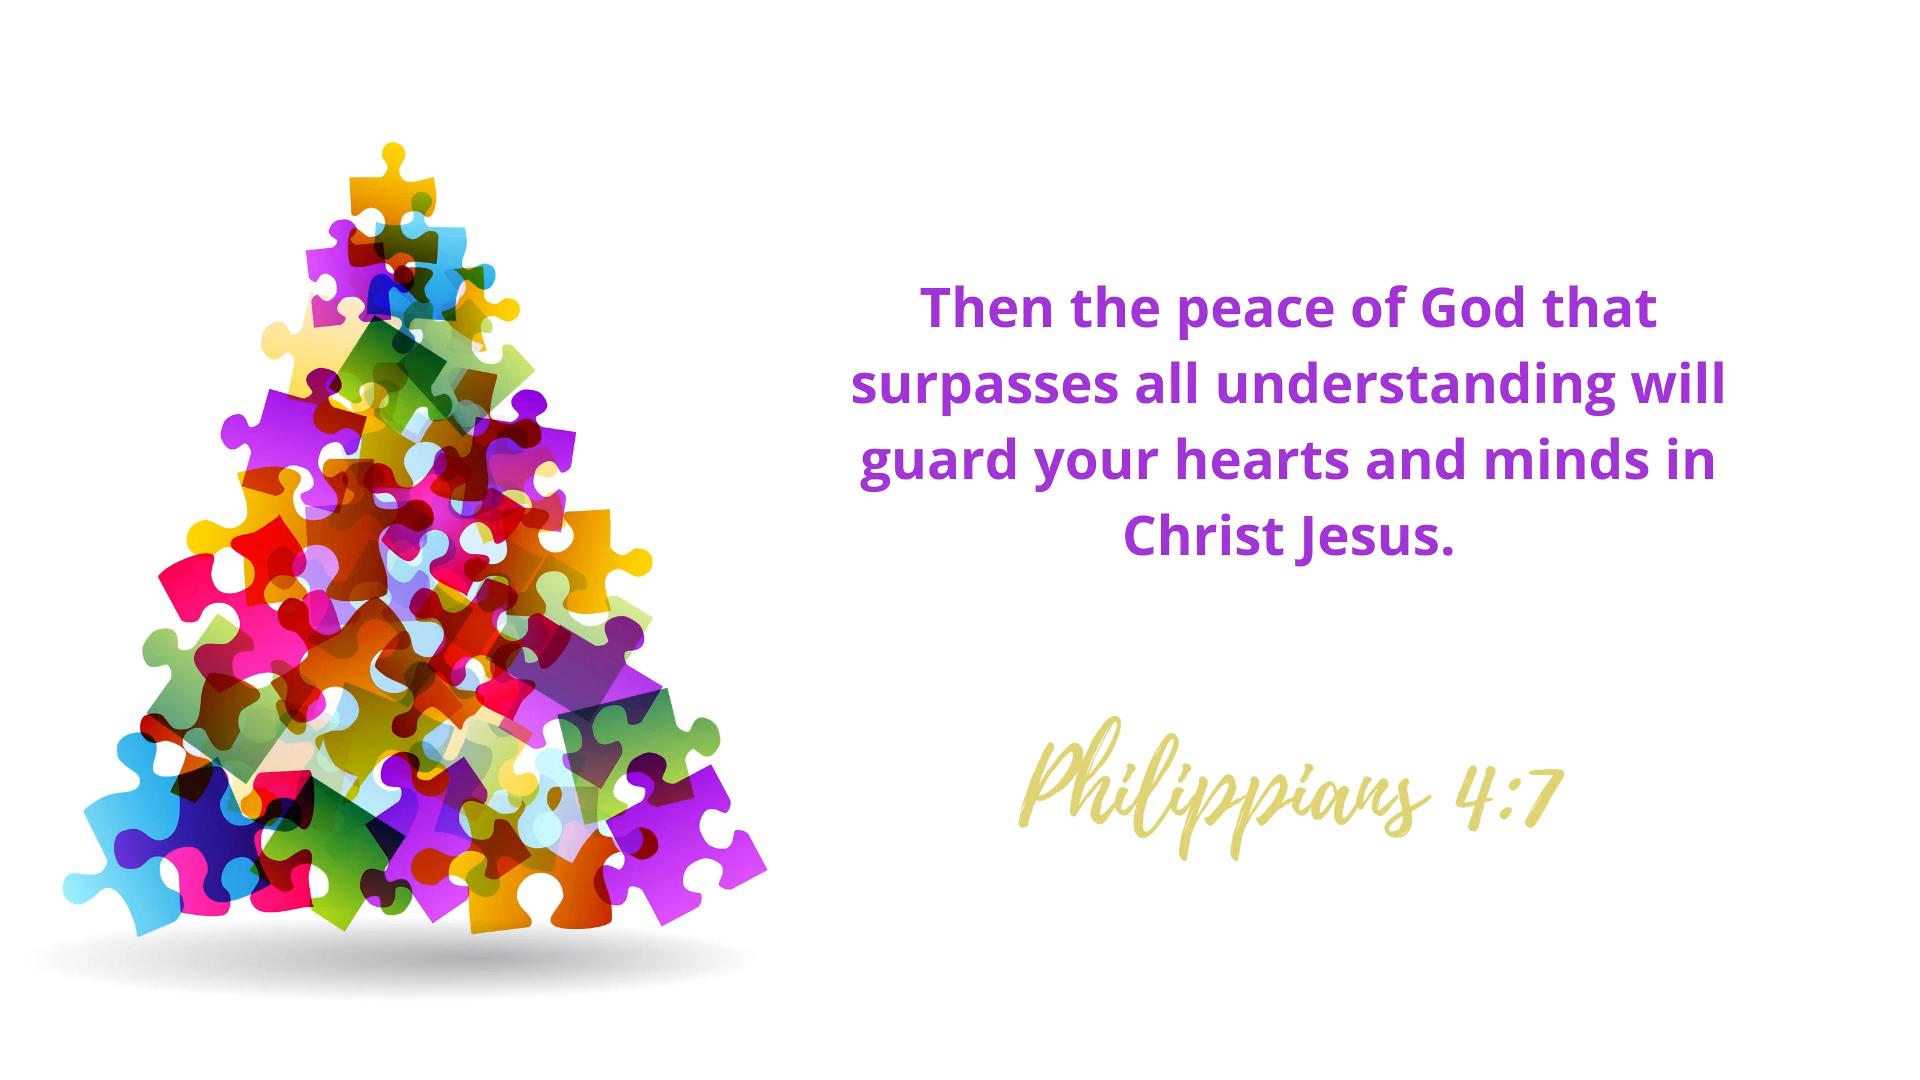 Then the peace of God that
surpasses all understanding will
guard your hearts and minds in
Christ Jesus.
Philippians 4:7